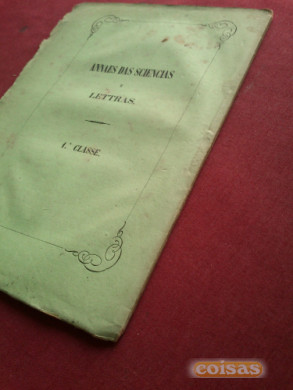 ANNAES DAS SCIENCIAS
E
LETTRAS.
1.ª CLASSE.
coisas